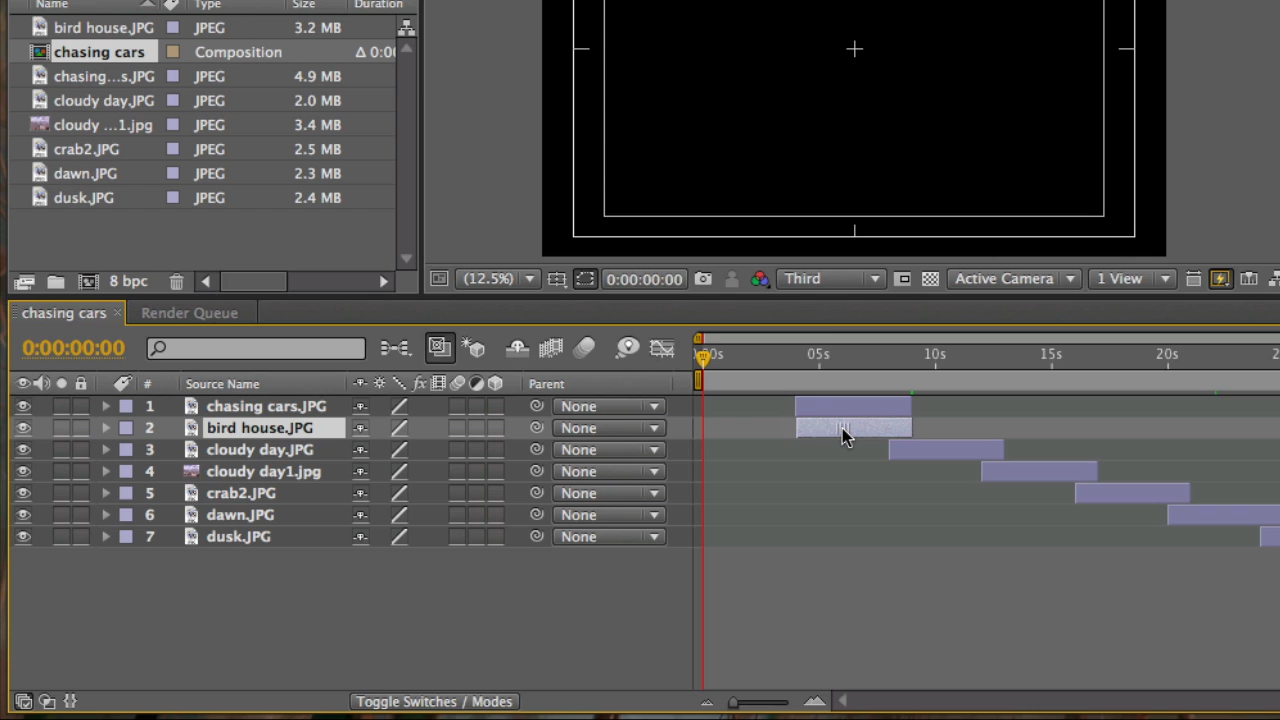 Name Type Size Duration
bird house.JPG JPEG 3.2 MB
chasing cars Composition Δ 0:00
chasing...s.JPG JPEG 4.9 MB
cloudy day.JPG JPEG 2.0 MB
cloudy ...1.jpg JPEG 3.4 MB
crab2.JPG JPEG 2.5 MB
dawn.JPG JPEG 2.3 MB
dusk.JPG JPEG 2.4 MB
8 bpc
(12.5%) 0:00:00:00 Third Active Camera 1 View
chasing cars × Render Queue
0:00:00:00
00s 05s 10s 15s 20s 2
# Source Name fx Parent
1 chasing cars.JPG None
2 bird house.JPG None
3 cloudy day.JPG None
4 cloudy day1.jpg None
5 crab2.JPG None
6 dawn.JPG None
7 dusk.JPG None
Toggle Switches / Modes